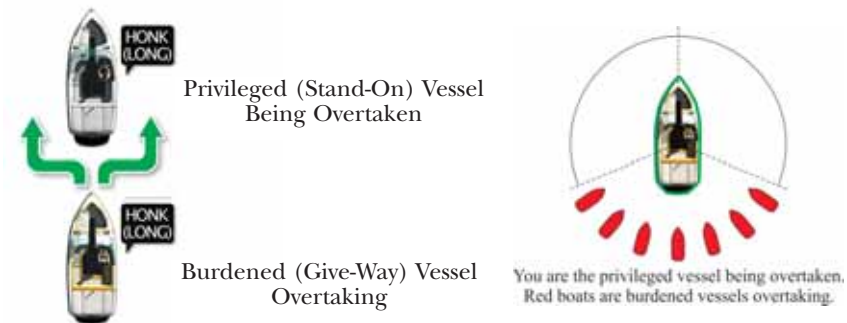 HONK
(LONG)
Privileged (Stand-On) Vessel
Being Overtaken
HONK
(LONG)
Burdened (Give-Way) Vessel
Overtaking
You are the privileged vessel being overtaken.
Red boats are burdened vessels overtaking.